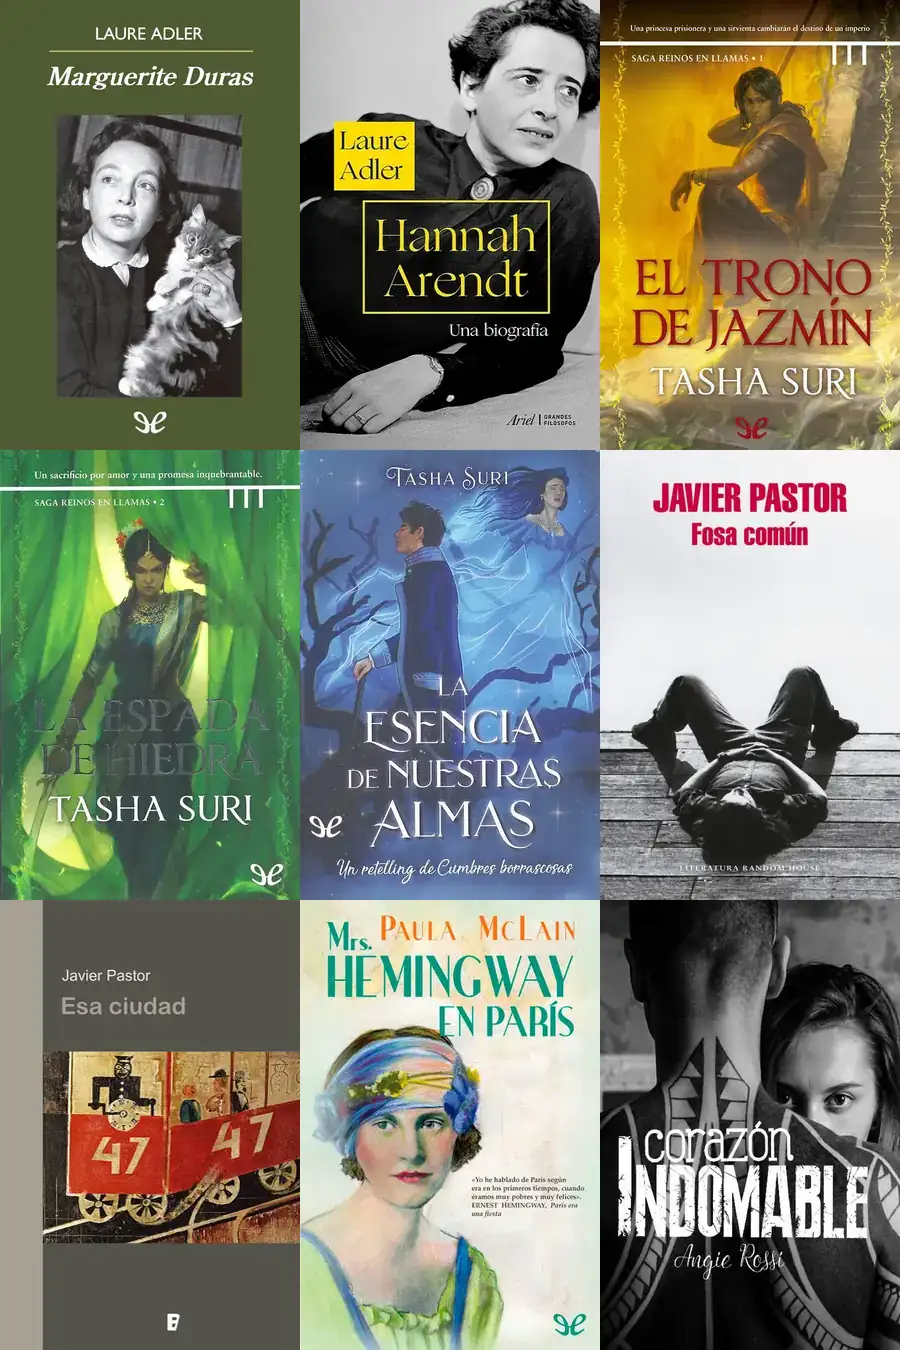 LAURE ADLER
Marguerite Duras
Laure
Adler
Hannah
Arendt
Una biografía
Ariel | GRANDES
FILÓSOFOS
Una princesa prisionera y una sirvienta cambiarán el destino de un imperio
SAGA REINOS EN LLAMAS • 1
EL TRONO
DE JAZMÍN
TASHA SURI
Un sacrificio por amor y una promesa inquebrantable.
SAGA REINOS EN LLAMAS • 2
LA ESPADA
DE HIEDRA
TASHA SURI
TASHA SURI
LA
ESENCIA
DE NUESTRAS
ALMAS
Un retelling de Cumbres borrascosas
JAVIER PASTOR
Fosa común
LITERATURA RANDOM HOUSE
Javier Pastor
Esa ciudad
47
47
B
Mrs. PAULA MCLAIN
HEMINGWAY
EN PARÍS
«Yo he hablado de París según
era en los primeros tiempos, cuando
éramos muy pobres y muy felices».
ERNEST HEMINGWAY, París era
una fiesta
corazón
INDOMABLE
Angie Rossi